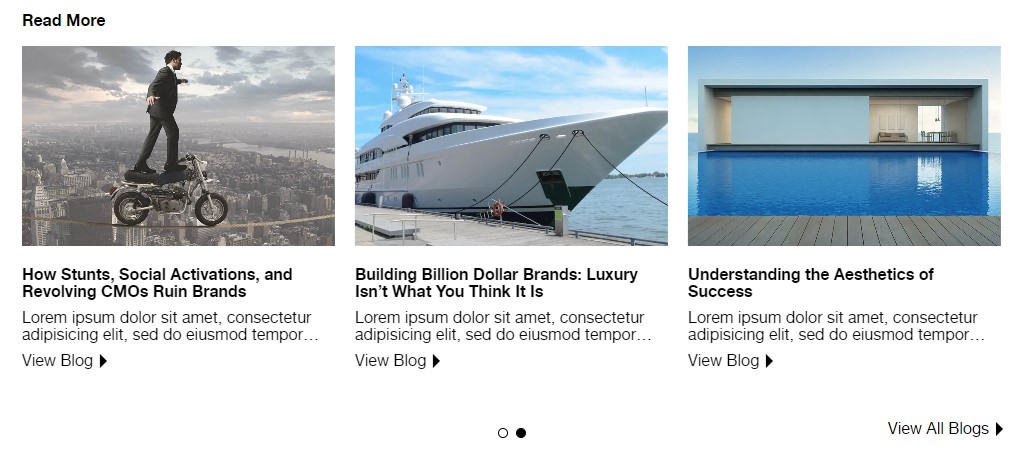 Read More
How Stunts, Social Activations, and
Revolving CMOs Ruin Brands
Lorem ipsum dolor sit amet, consectetur
adipisicing elit, sed do eiusmod tempor…
View Blog
Building Billion Dollar Brands: Luxury
Isn’t What You Think It Is
Lorem ipsum dolor sit amet, consectetur
adipisicing elit, sed do eiusmod tempor…
View Blog
Understanding the Aesthetics of
Success
Lorem ipsum dolor sit amet, consectetur
adipisicing elit, sed do eiusmod tempor…
View Blog
View All Blogs